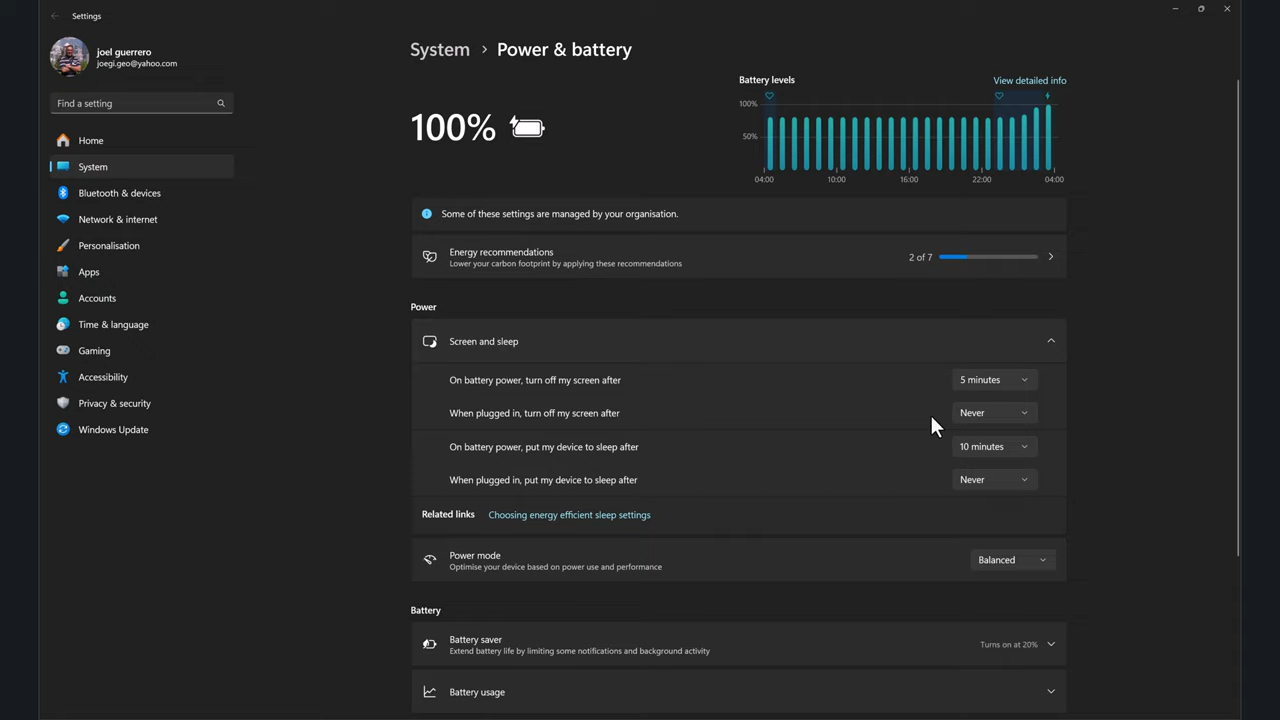 Settings
joel guerrero
joegi.geo@yahoo.com
Find a setting
Home
System
Bluetooth & devices
Network & internet
Personalisation
Apps
Accounts
Time & language
Gaming
Accessibility
Privacy & security
Windows Update
System > Power & battery
100%
Battery levels
View detailed info
100%
50%
04:00 10:00 16:00 22:00 04:00
Some of these settings are managed by your organisation.
Energy recommendations
Lower your carbon footprint by applying these recommendations
2 of 7
Power
Screen and sleep
On battery power, turn off my screen after 5 minutes
When plugged in, turn off my screen after Never
On battery power, put my device to sleep after 10 minutes
When plugged in, put my device to sleep after Never
Related links Choosing energy efficient sleep settings
Power mode
Optimise your device based on power use and performance
Balanced
Battery
Battery saver
Extend battery life by limiting some notifications and background activity
Turns on at 20%
Battery usage